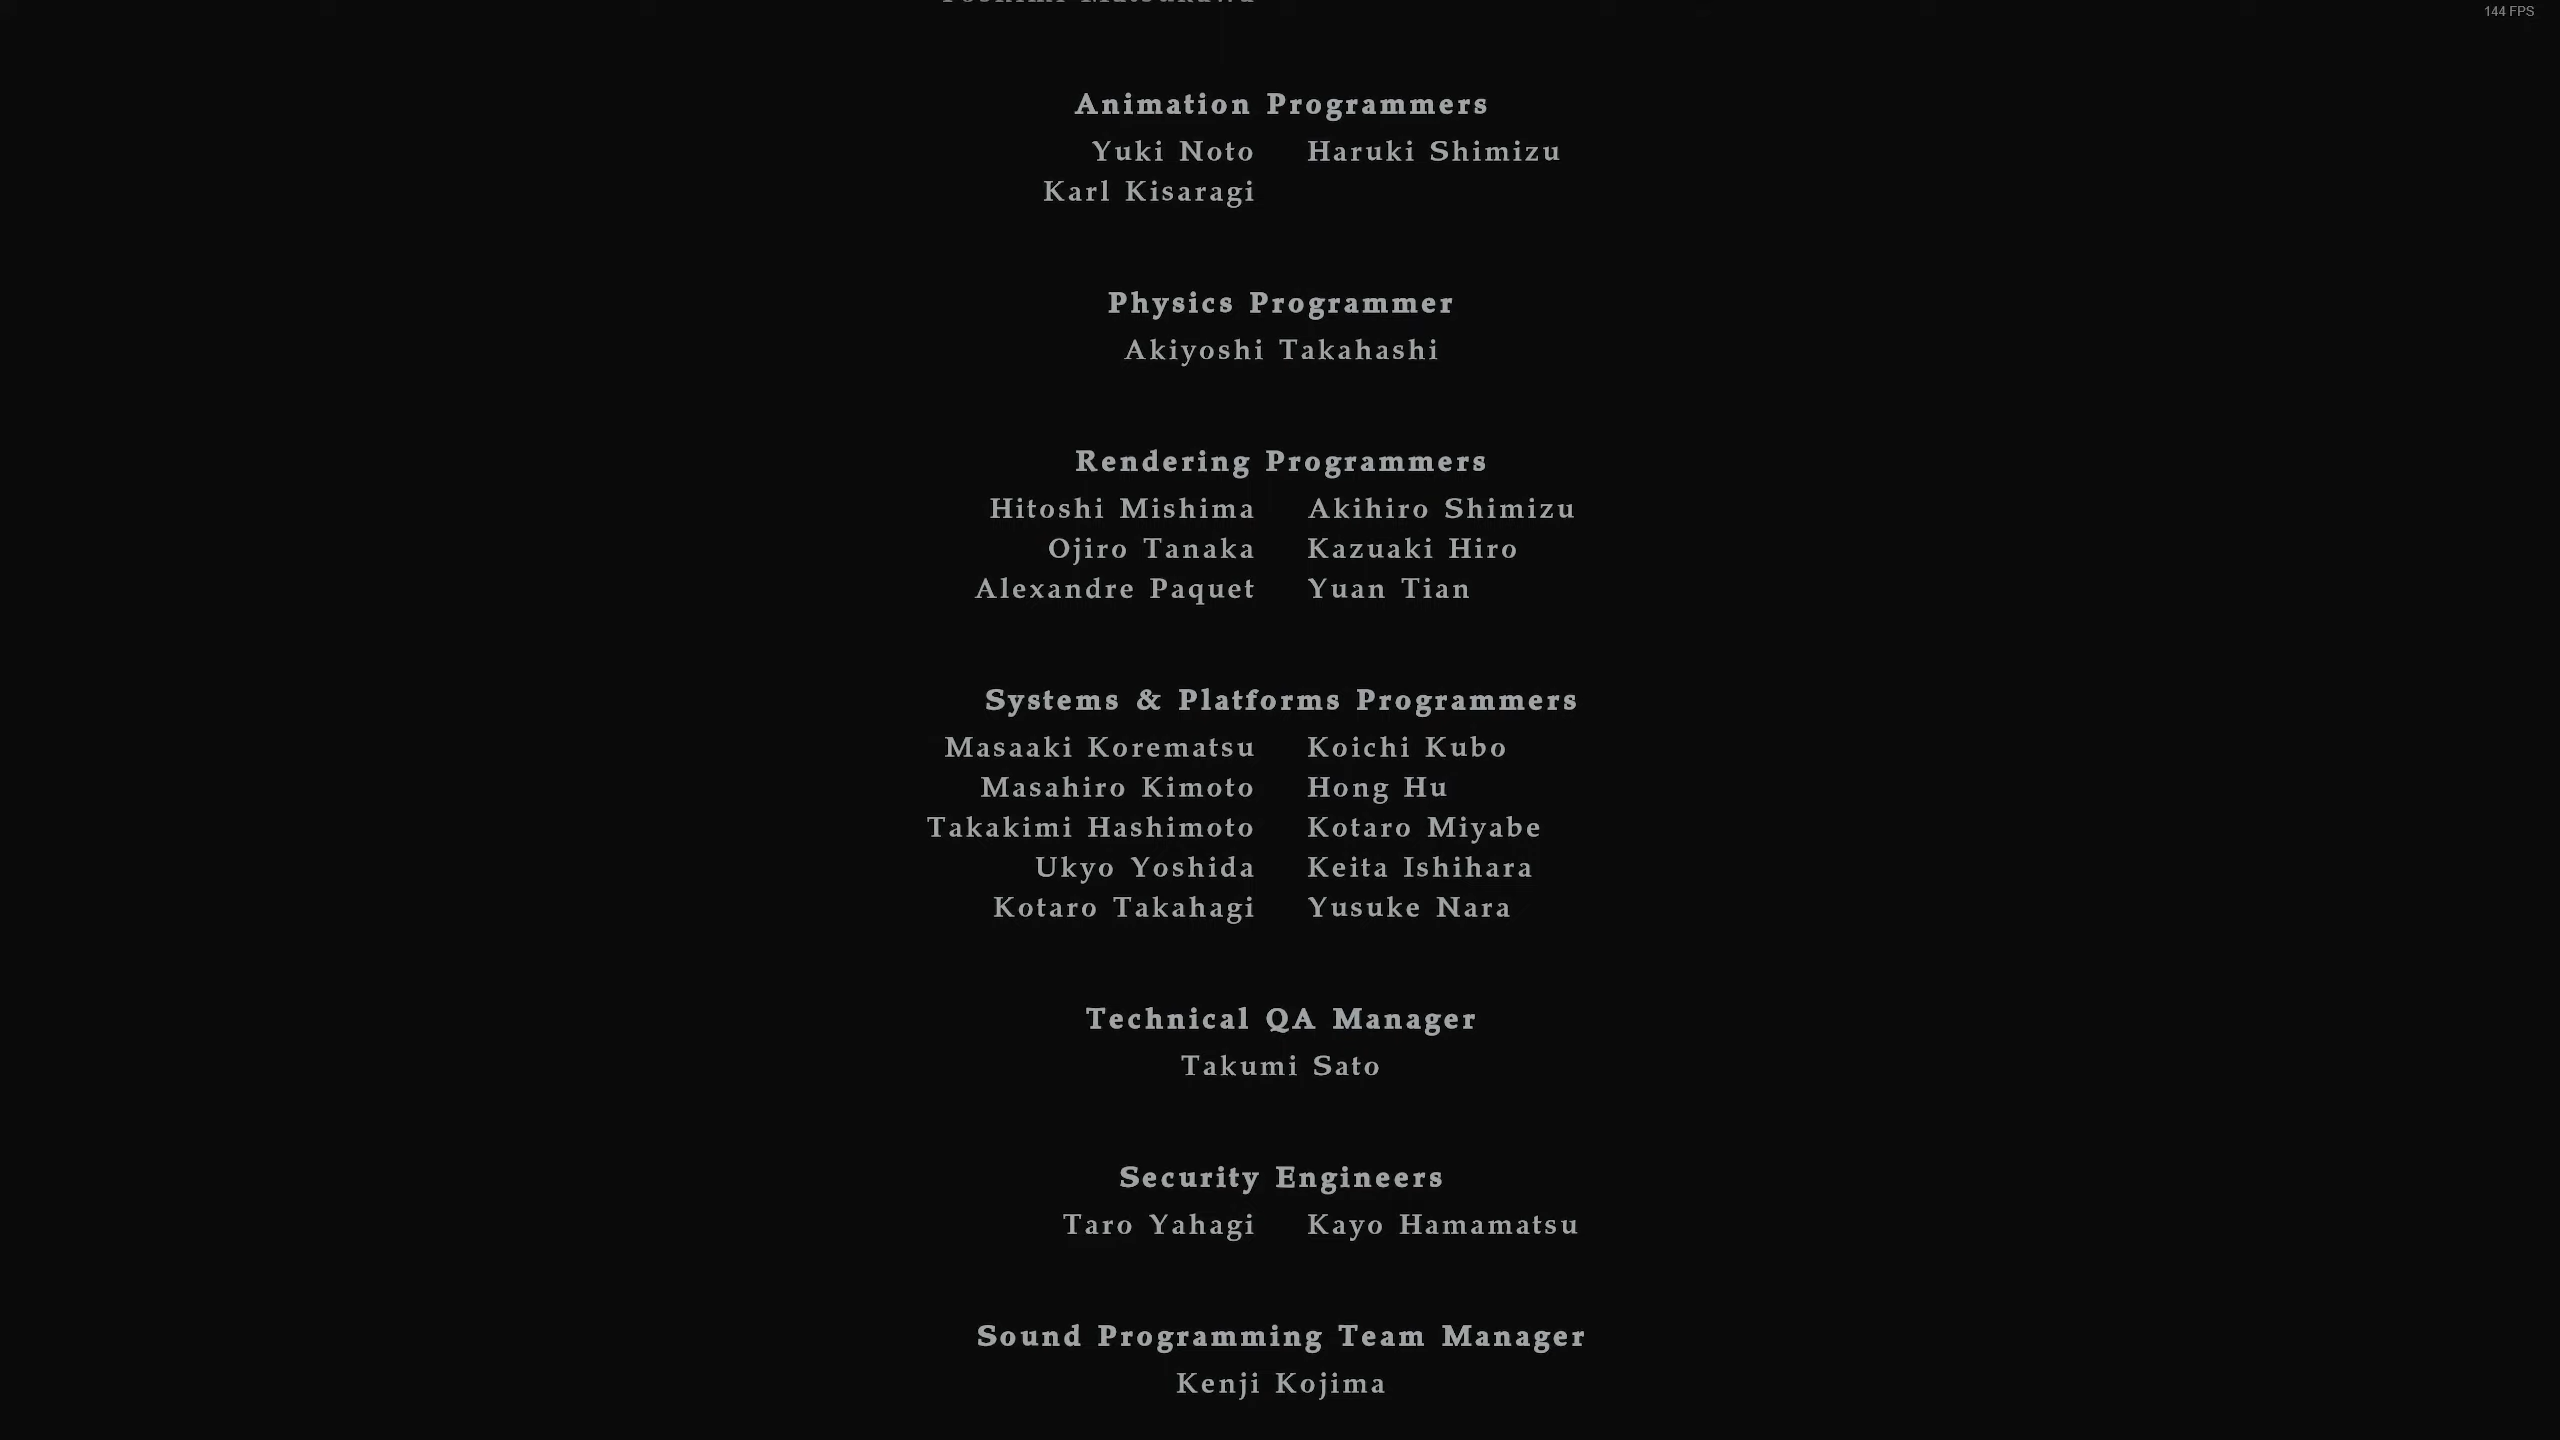 144 FPS
Animation Programmers
Yuki Noto Haruki Shimizu
Karl Kisaragi
Physics Programmer
Akiyoshi Takahashi
Rendering Programmers
Hitoshi Mishima Akihiro Shimizu
Ojiro Tanaka Kazuaki Hiro
Alexandre Paquet Yuan Tian
Systems & Platforms Programmers
Masaaki Korematsu Koichi Kubo
Masahiro Kimoto Hong Hu
Takakimi Hashimoto Kotaro Miyabe
Ukyo Yoshida Keita Ishihara
Kotaro Takahagi Yusuke Nara
Technical QA Manager
Takumi Sato
Security Engineers
Taro Yahagi Kayo Hamamatsu
Sound Programming Team Manager
Kenji Kojima